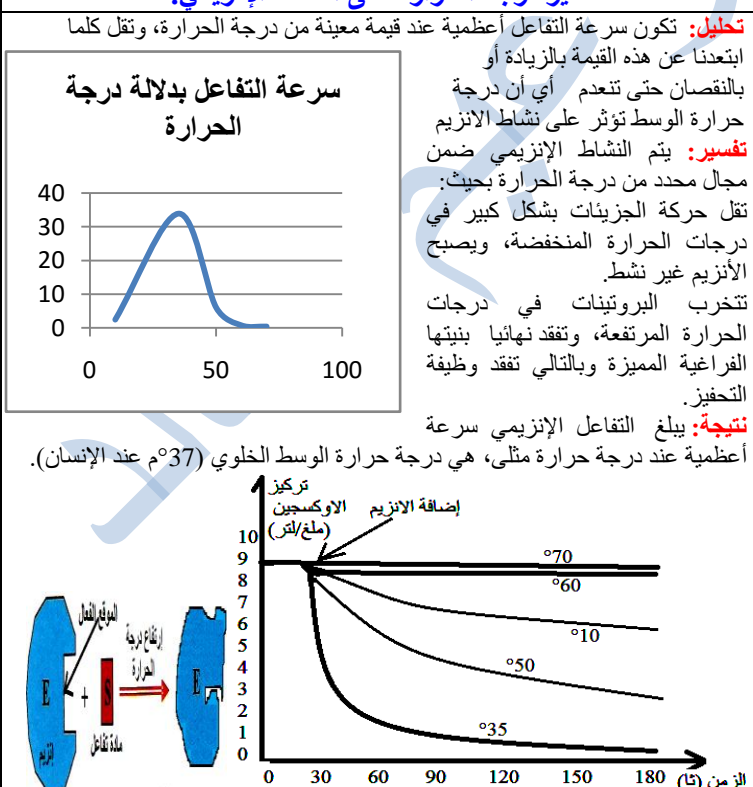 تحليل: تكون سرعة التفاعل أعظمية عند قيمة معينة من درجة الحرارة، وتقل كلما
ابتعدنا عن هذه القيمة بالزيادة أو
بالنقصان حتى تنعدم أي أن درجة
حرارة الوسط تؤثر على نشاط الانزيم
تفسير: يتم النشاط الإنزيمي ضمن
مجال محدد من درجة الحرارة بحيث:
تقل حركة الجزيئات بشكل كبير في
درجات الحرارة المنخفضة، ويصبح
الأنزيم غير نشط.
تتخرب البروتينات في درجات
الحرارة المرتفعة، وتفقد نهائيا بنيتها
الفراغية المميزة وبالتالي تفقد وظيفة
التحفيز.
نتيجة: يبلغ التفاعل الإنزيمي سرعة
أعظمية عند درجة حرارة مثلى، هي درجة حرارة الوسط الخلوي (37°م عند الإنسان).
سرعة التفاعل بدلالة درجة
الحرارة
40
30
20
10
0
0 50 100
تركيز
الاوكسجين
(ملغ/لتر)
إضافة الانزيم
10
9
8
7
6
5
4
3
2
1
0
°70
°60
°10
°50
°35
0 30 60 90 120 150 180
الزمن (ثا)
الموقع الفعال
إرتفاع درجة
الحرارة
E + S E
إنزيم
مادة تفاعل